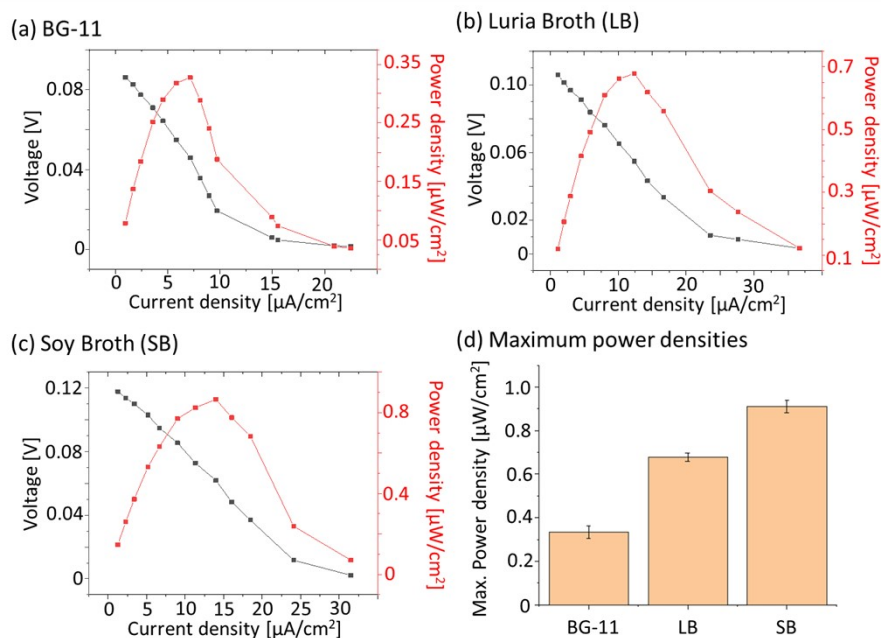 (a) BG-11
Voltage [V]
0.08
0.04
0
Power density [µW/cm²]
0.35
0.25
0.15
0.05
0 5 10 15 20
Current density [µA/cm²]
(b) Luria Broth (LB)
Voltage [V]
0.10
0.06
0.02
0
Power density [µW/cm²]
0.7
0.5
0.3
0.1
0 10 20 30
Current density [µA/cm²]
(c) Soy Broth (SB)
Voltage [V]
0.12
0.08
0.04
0
Power density [µW/cm²]
0.8
0.4
0
0 5 10 15 20 25 30
Current density [µA/cm²]
(d) Maximum power densities
Max. Power density [µW/cm²]
1.0
0.8
0.6
0.4
0.2
0
BG-11 LB SB